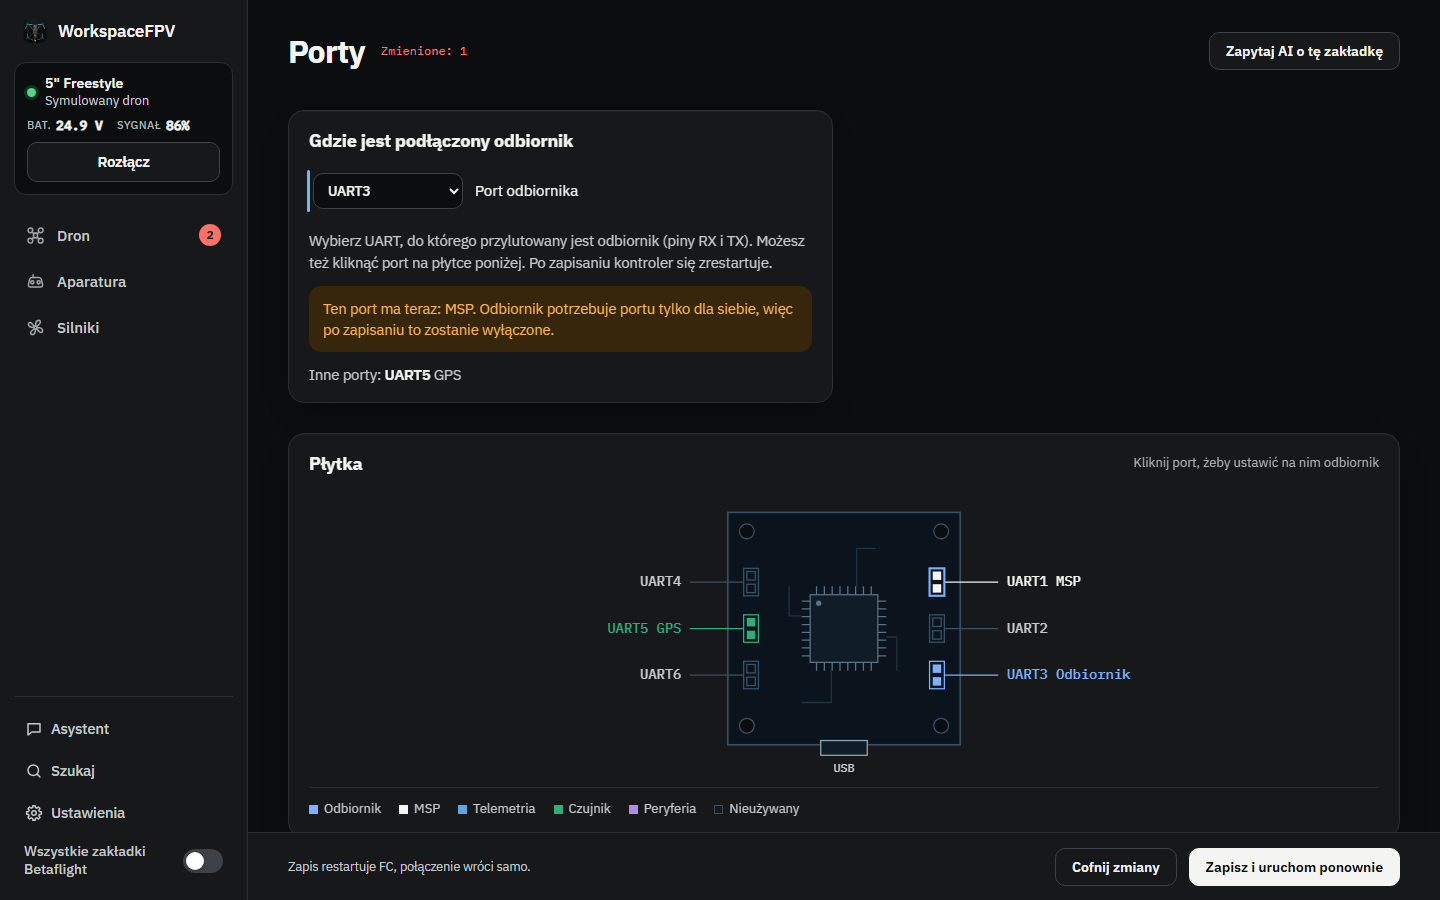 WorkspaceFPV
5" Freestyle
Symulowany dron
BAT. 24.9 V SYGNAŁ 86%
Rozłącz
Dron 2
Aparatura
Silniki
Asystent
Szukaj
Ustawienia
Wszystkie zakładki
Betaflight
Porty Zmienione: 1
Zapytaj AI o tę zakładkę
Gdzie jest podłączony odbiornik
UART3 Port odbiornika
Wybierz UART, do którego przylutowany jest odbiornik (piny RX i TX). Możesz
też kliknąć port na płytce poniżej. Po zapisaniu kontroler się zrestartuje.
Ten port ma teraz: MSP. Odbiornik potrzebuje portu tylko dla siebie, więc
po zapisaniu to zostanie wyłączone.
Inne porty: UART5 GPS
Płytka
Kliknij port, żeby ustawić na nim odbiornik
UART4
UART1 MSP
UART5 GPS
UART2
UART6
UART3 Odbiornik
USB
Odbiornik MSP Telemetria Czujnik Peryferia Nieużywany
Zapis restartuje FC, połączenie wróci samo.
Cofnij zmiany
Zapisz i uruchom ponownie